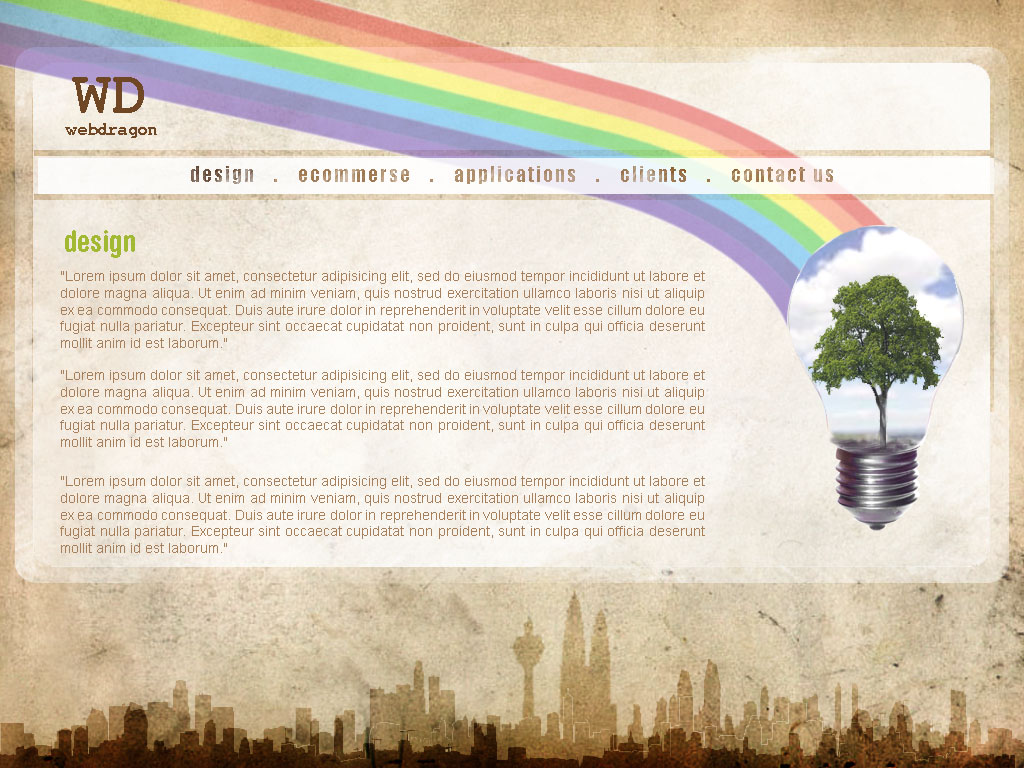 WD
webdragon
design . ecommerse . applications . clients . contact us
design
"Lorem ipsum dolor sit amet, consectetur adipisicing elit, sed do eiusmod tempor incididunt ut labore et
dolore magna aliqua. Ut enim ad minim veniam, quis nostrud exercitation ullamco laboris nisi ut aliquip
ex ea commodo consequat. Duis aute irure dolor in reprehenderit in voluptate velit esse cillum dolore eu
fugiat nulla pariatur. Excepteur sint occaecat cupidatat non proident, sunt in culpa qui officia deserunt
mollit anim id est laborum."
"Lorem ipsum dolor sit amet, consectetur adipisicing elit, sed do eiusmod tempor incididunt ut labore et
dolore magna aliqua. Ut enim ad minim veniam, quis nostrud exercitation ullamco laboris nisi ut aliquip
ex ea commodo consequat. Duis aute irure dolor in reprehenderit in voluptate velit esse cillum dolore eu
fugiat nulla pariatur. Excepteur sint occaecat cupidatat non proident, sunt in culpa qui officia deserunt
mollit anim id est laborum."
"Lorem ipsum dolor sit amet, consectetur adipisicing elit, sed do eiusmod tempor incididunt ut labore et
dolore magna aliqua. Ut enim ad minim veniam, quis nostrud exercitation ullamco laboris nisi ut aliquip
ex ea commodo consequat. Duis aute irure dolor in reprehenderit in voluptate velit esse cillum dolore eu
fugiat nulla pariatur. Excepteur sint occaecat cupidatat non proident, sunt in culpa qui officia deserunt
mollit anim id est laborum."